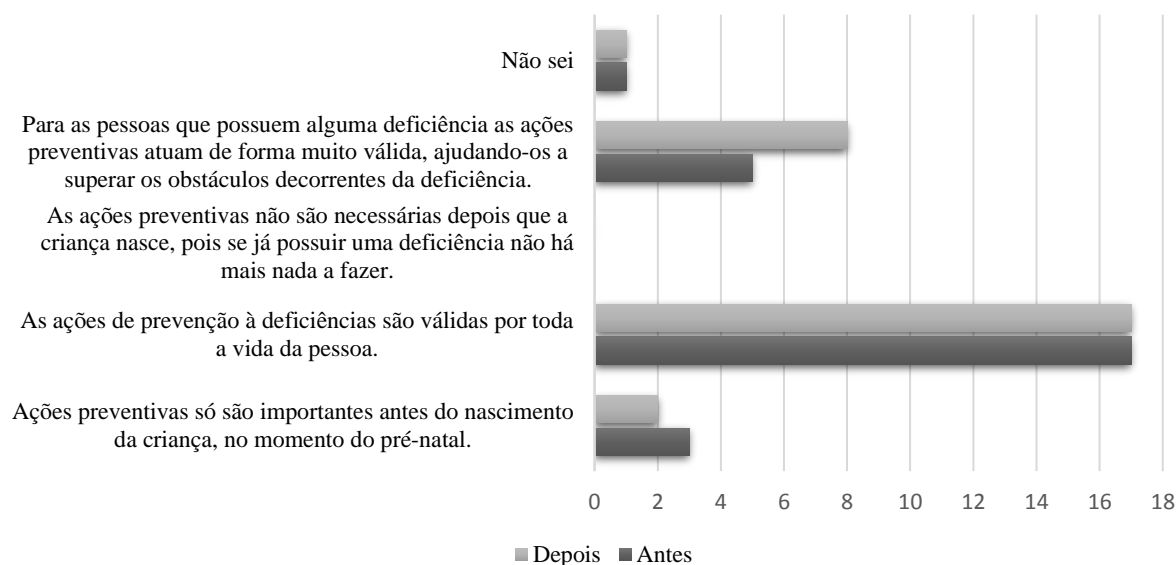 Não sei
Para as pessoas que possuem alguma deficiência as ações
preventivas atuam de forma muito válida, ajudando-os a
superar os obstáculos decorrentes da deficiência.
As ações preventivas não são necessárias depois que a
criança nasce, pois se já possuir uma deficiência não há
mais nada a fazer.
As ações de prevenção à deficiências são válidas por toda
a vida da pessoa.
Ações preventivas só são importantes antes do nascimento
da criança, no momento do pré-natal.
0 2 4 6 8 10 12 14 16 18
Depois Antes